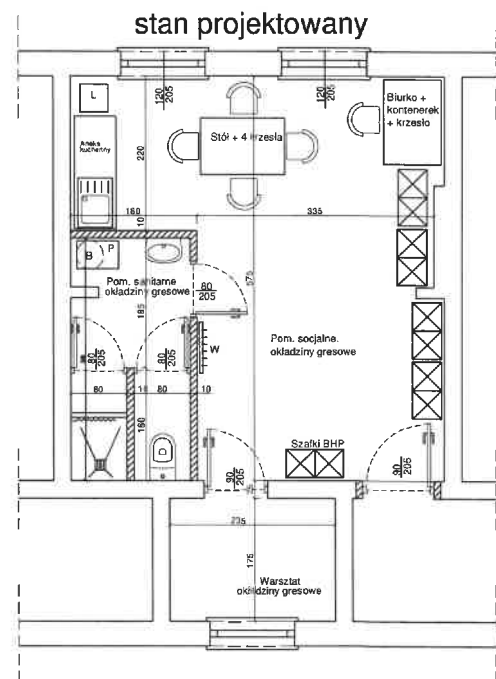 stan projektowany
120
205
120
205
L
Biurko +
kontenerek
+ krzesło
Stół + 4 krzesła
Aneks
kuchenny
220
160
10
335
B
P
Pom. sanitarne
okładziny gresowe
80
205
575
185
W
Pom. socjalne.
okładziny gresowe
80
205
80
205
80
10
80
10
160
Szafki BHP
90
205
90
205
235
175
Warsztat
okładziny gresowe